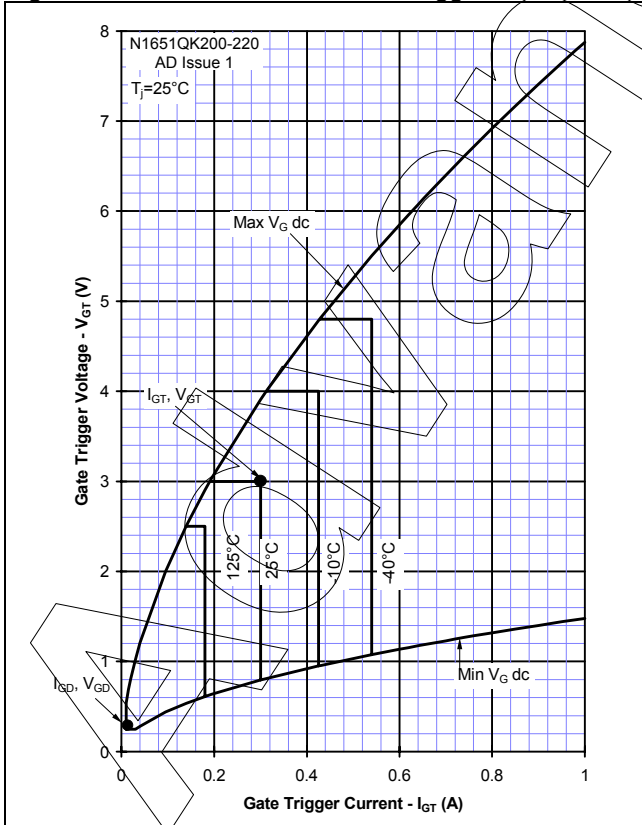 N1651QK200-220
AD Issue 1
Tj=25°C
Max VG dc
IGT, VGT
125°C
25°C
-10°C
-40°C
IGD, VGD
Min VG dc
Gate Trigger Voltage - VGT (V)
8
7
6
5
4
3
2
1
0
0
0.2
0.4
0.6
0.8
1
Gate Trigger Current - IGT (A)